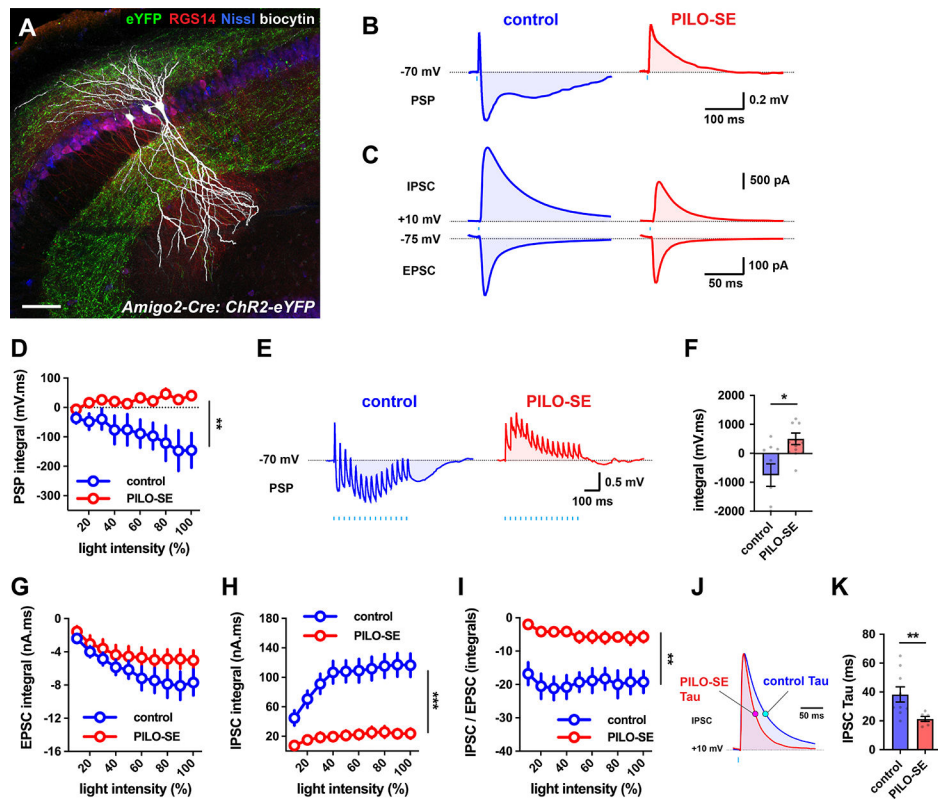 A
eYFP RGS14 Nissl biocytin
Amigo2-Cre: ChR2-eYFP
B
control
PILO-SE
-70 mV
PSP
0.2 mV
100 ms
C
IPSC
500 pA
+10 mV
-75 mV
EPSC
100 pA
50 ms
D
PSP integral (mV.ms)
100
0
-100
-200
-300
**
control
PILO-SE
20 40 60 80 100
light intensity (%)
E
control
PILO-SE
-70 mV
PSP
0.5 mV
100 ms
F
*
integral (mV.ms)
2000
1000
0
-1000
-2000
control
PILO-SE
G
EPSC integral (nA.ms)
0
-4
-8
-12
-16
control
PILO-SE
20 40 60 80 100
light intensity (%)
H
IPSC integral (nA.ms)
180
140
100
60
20
control
PILO-SE
***
20 40 60 80 100
light intensity (%)
I
IPSC / EPSC (integrals)
0
-10
-20
-30
-40
**
control
PILO-SE
20 40 60 80 100
light intensity (%)
J
PILO-SE
Tau
control Tau
IPSC
50 ms
+10 mV
K
**
IPSC Tau (ms)
80
60
40
20
0
control
PILO-SE